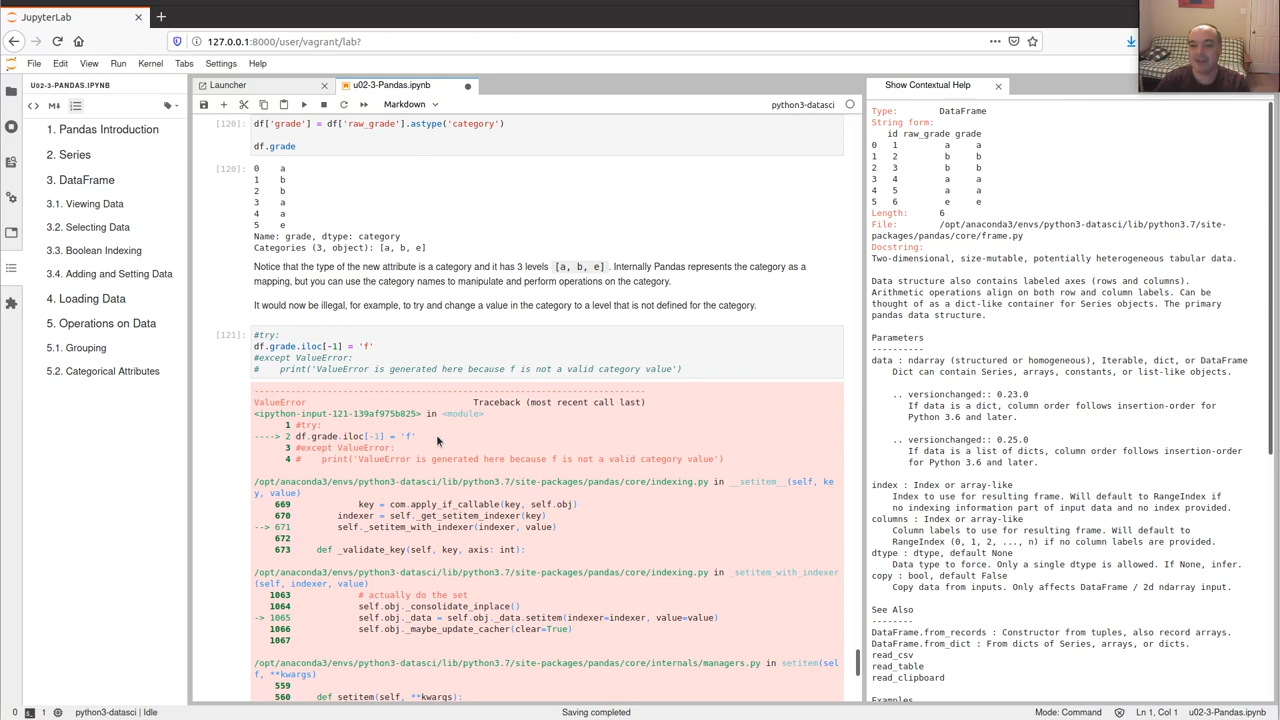 JupyterLab
127.0.0.1:8000/user/vagrant/lab?
File Edit View Run Kernel Tabs Settings Help
U02-3-PANDAS.IPYNB
1. Pandas Introduction
2. Series
3. DataFrame
3.1. Viewing Data
3.2. Selecting Data
3.3. Boolean Indexing
3.4. Adding and Setting Data
4. Loading Data
5. Operations on Data
5.1. Grouping
5.2. Categorical Attributes
Launcher
u02-3-Pandas.ipynb
Markdown
python3-datasci
[120]: df['grade'] = df['raw_grade'].astype('category')
df.grade
[120]: 0 a
1 b
2 b
3 a
4 a
5 e
Name: grade, dtype: category
Categories (3, object): [a, b, e]
Notice that the type of the new attribute is a category and it has 3 levels [a, b, e]. Internally Pandas represents the category as a
mapping, but you can use the category names to manipulate and perform operations on the category.
It would now be illegal, for example, to try and change a value in the category to a level that is not defined for the category.
[121]: #try:
df.grade.iloc[-1] = 'f'
#except ValueError:
# print('ValueError is generated here because f is not a valid category value')
---------------------------------------------------------------------------
ValueError Traceback (most recent call last)
<ipython-input-121-139af975b825> in <module>
1 #try:
----> 2 df.grade.iloc[-1] = 'f'
3 #except ValueError:
4 # print('ValueError is generated here because f is not a valid category value')
/opt/anaconda3/envs/python3-datasci/lib/python3.7/site-packages/pandas/core/indexing.py in __setitem__(self, ke
y, value)
669 key = com.apply_if_callable(key, self.obj)
670 indexer = self._get_setitem_indexer(key)
--> 671 self._setitem_with_indexer(indexer, value)
672
673 def _validate_key(self, key, axis: int):
/opt/anaconda3/envs/python3-datasci/lib/python3.7/site-packages/pandas/core/indexing.py in _setitem_with_indexer
(self, indexer, value)
1063 # actually do the set
1064 self.obj._consolidate_inplace()
-> 1065 self.obj._data = self.obj._data.setitem(indexer=indexer, value=value)
1066 self.obj._maybe_update_cacher(clear=True)
1067
/opt/anaconda3/envs/python3-datasci/lib/python3.7/site-packages/pandas/core/internals/managers.py in setitem(sel
f, **kwargs)
559
560 def setitem(self, **kwargs):
Show Contextual Help
Type: DataFrame
String form:
id raw_grade grade
0 1 a a
1 2 b b
2 3 b b
3 4 a a
4 5 a a
5 6 e e
Length: 6
File: /opt/anaconda3/envs/python3-datasci/lib/python3.7/site-
packages/pandas/core/frame.py
Docstring:
Two-dimensional, size-mutable, potentially heterogeneous tabular data.
Data structure also contains labeled axes (rows and columns).
Arithmetic operations align on both row and column labels. Can be
thought of as a dict-like container for Series objects. The primary
pandas data structure.
Parameters
----------
data : ndarray (structured or homogeneous), Iterable, dict, or DataFrame
Dict can contain Series, arrays, constants, or list-like objects.
.. versionchanged:: 0.23.0
If data is a dict, column order follows insertion-order for
Python 3.6 and later.
.. versionchanged:: 0.25.0
If data is a list of dicts, column order follows insertion-order
for Python 3.6 and later.
index : Index or array-like
Index to use for resulting frame. Will default to RangeIndex if
no indexing information part of input data and no index provided.
columns : Index or array-like
Column labels to use for resulting frame. Will default to
RangeIndex (0, 1, 2, ..., n) if no column labels are provided.
dtype : dtype, default None
Data type to force. Only a single dtype is allowed. If None, infer.
copy : bool, default False
Copy data from inputs. Only affects DataFrame / 2d ndarray input.
See Also
--------
DataFrame.from_records : Constructor from tuples, also record arrays.
DataFrame.from_dict : From dicts of Series, arrays, or dicts.
read_csv
read_table
read_clipboard
Examples
0 1 python3-datasci | Idle
Saving completed
Mode: Command Ln 1, Col 1 u02-3-Pandas.ipynb